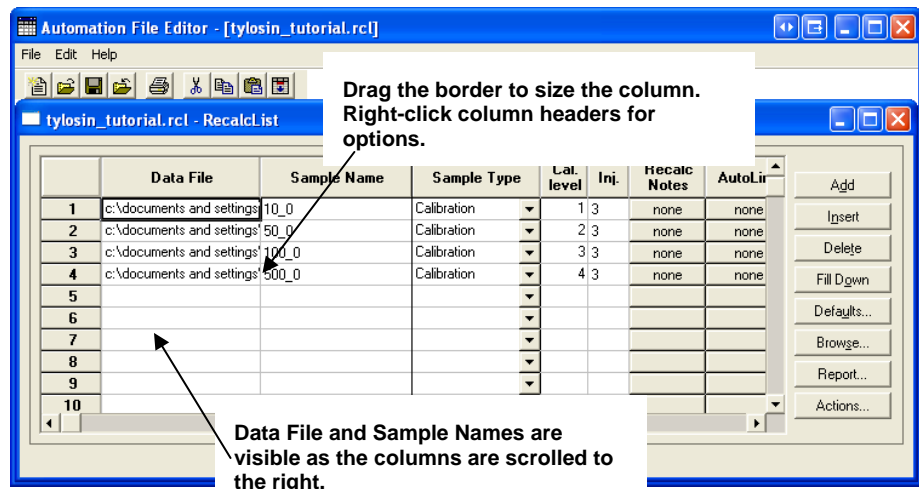 Automation File Editor - [tylosin_tutorial.rcl]
File Edit Help
Drag the border to size the column.
Right-click column headers for
options.
tylosin_tutorial.rcl - RecalcList
Data File Sample Name Sample Type Cal. level Inj. Recalc Notes AutoLin
1 c:\documents and settings 10_0 Calibration 1 3 none none
2 c:\documents and settings' 50_0 Calibration 2 3 none none
3 c:\documents and settings' 100_0 Calibration 3 3 none none
4 c:\documents and settings' 500_0 Calibration 4 3 none none
5
6
7
8
9
10
Add
Insert
Delete
Fill Down
Defaults...
Browse...
Report...
Actions...
Data File and Sample Names are
visible as the columns are scrolled to
the right.